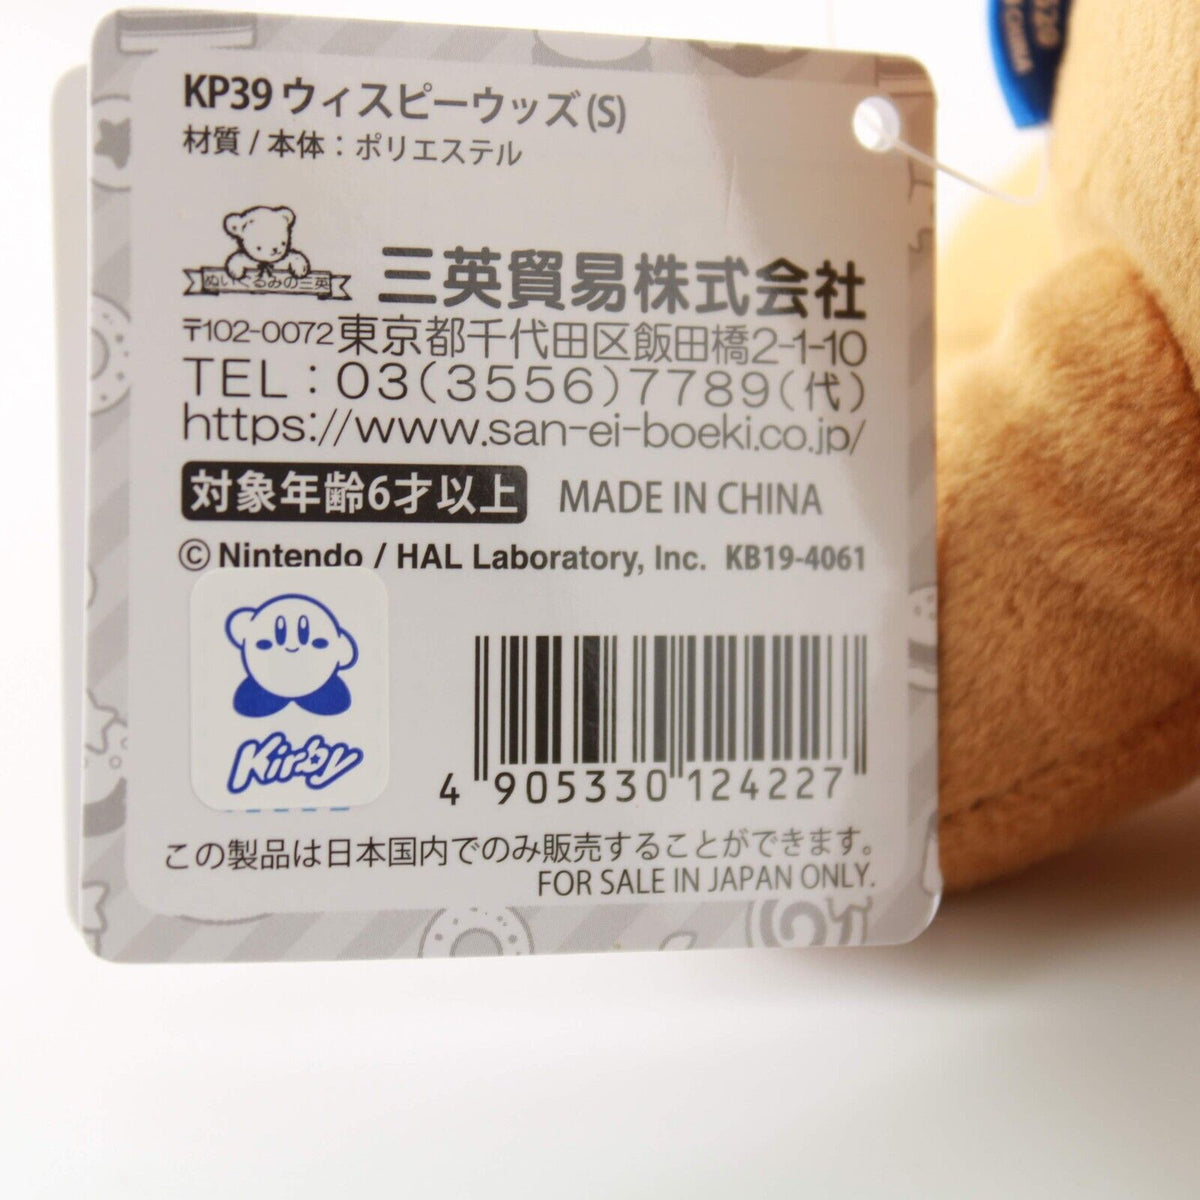 KP39 ウィスピーウッズ(S)
材質 / 本体：ポリエステル
ぬいぐるみの三英
三英貿易株式会社
〒102-0072東京都千代田区飯田橋2-1-10
TEL：03(3556)7789(代)
https://www.san-ei-boeki.co.jp/
対象年齢6才以上 MADE IN CHINA
© Nintendo / HAL Laboratory, Inc. KB19-4061
Kirby
4 905330 124227
この製品は日本国内でのみ販売することができます。
FOR SALE IN JAPAN ONLY.